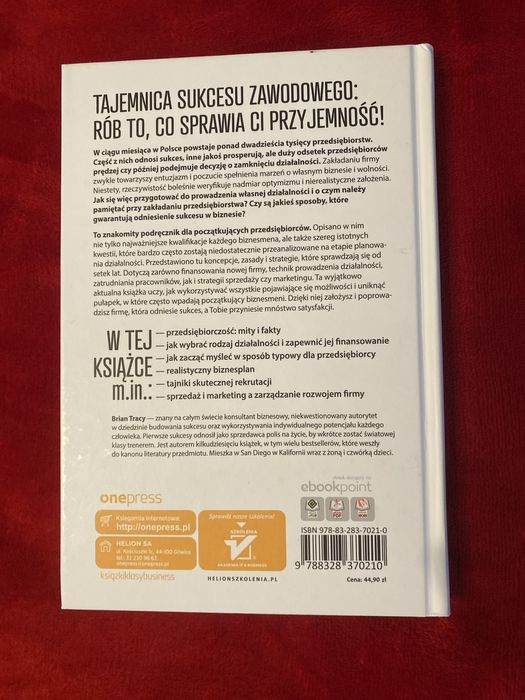 TAJEMNICA SUKCESU ZAWODOWEGO:
RÓB TO, CO SPRAWIA CI PRZYJEMNOŚĆ!
W ciągu miesiąca w Polsce powstaje ponad dwadzieścia tysięcy przedsiębiorstw.
Część z nich odnosi sukces, inne jakoś prosperują, ale duży odsetek przedsiębiorców
prędzej czy później podejmuje decyzję o zamknięciu działalności. Zakładaniu firmy
zwykle towarzyszy entuzjazm i poczucie spełnienia marzeń o własnym biznesie i wolności.
Niestety, rzeczywistość boleśnie weryfikuje nadmiar optymizmu i nierealistyczne założenia.
Jak się więc przygotować do prowadzenia własnej działalności i o czym należy
pamiętać przy zakładaniu przedsiębiorstwa? Czy są jakieś sposoby, które
gwarantują odniesienie sukcesu w biznesie?
To znakomity podręcznik dla początkujących przedsiębiorców. Opisano w nim
nie tylko najważniejsze kwalifikacje każdego biznesmena, ale także szereg istotnych
kwestii, które bardzo często zostają niedostatecznie przeanalizowane na etapie planowa-
nia działalności. Przedstawiono tu koncepcje, zasady i strategie, które sprawdzają się od
setek lat. Dotyczą zarówno finansowania nowej firmy, technik prowadzenia działalności,
zatrudniania pracowników, jak i strategii sprzedaży czy marketingu. Ta wyjątkowo
aktualna książka uczy, jak wykorzystywać wszystkie pojawiające się możliwości i uniknąć
pułapek, w które często wpadają początkujący biznesmeni. Dzięki niej założysz i poprowa-
dzisz firmę, która odniesie sukces, a Tobie przyniesie mnóstwo satysfakcji.
W TEJ
KSIĄŻCE
m.in.:
— przedsiębiorczość: mity i fakty
— jak wybrać rodzaj działalności i zapewnić jej finansowanie
— jak zacząć myśleć w sposób typowy dla przedsiębiorcy
— realistyczny biznesplan
— tajniki skutecznej rekrutacji
— sprzedaż i marketing a zarządzanie rozwojem firmy
Brian Tracy — znany na całym świecie konsultant biznesowy, niekwestionowany autorytet
w dziedzinie budowania sukcesu oraz wykorzystywania indywidualnego potencjału każdego
człowieka. Pierwsze sukcesy odnosił jako sprzedawca polis na życie, by wkrótce zostać światowej
klasy trenerem. Jest autorem kilkudziesięciu książek, w tym wielu bestsellerów, które weszły
do kanonu literatury przedmiotu. Mieszka w San Diego w Kalifornii wraz z żoną i czwórką dzieci.
onepress
Księgarnia internetowa:
http://onepress.pl
HELION SA
ul. Kościuszki 1c, 44-100 Gliwice
tel.: 32 230 98 63
onepress@onepress.pl
książkiklasybusiness
Sprawdź nasze szkolenia!
SZKOLENIA
AKADEMIA IT & BUSINESS
HELIONSZKOLENIA.PL
ebookpoint
PDF
ISBN 978-83-283-7021-0
9 788328 370210
Cena: 44,90 zł